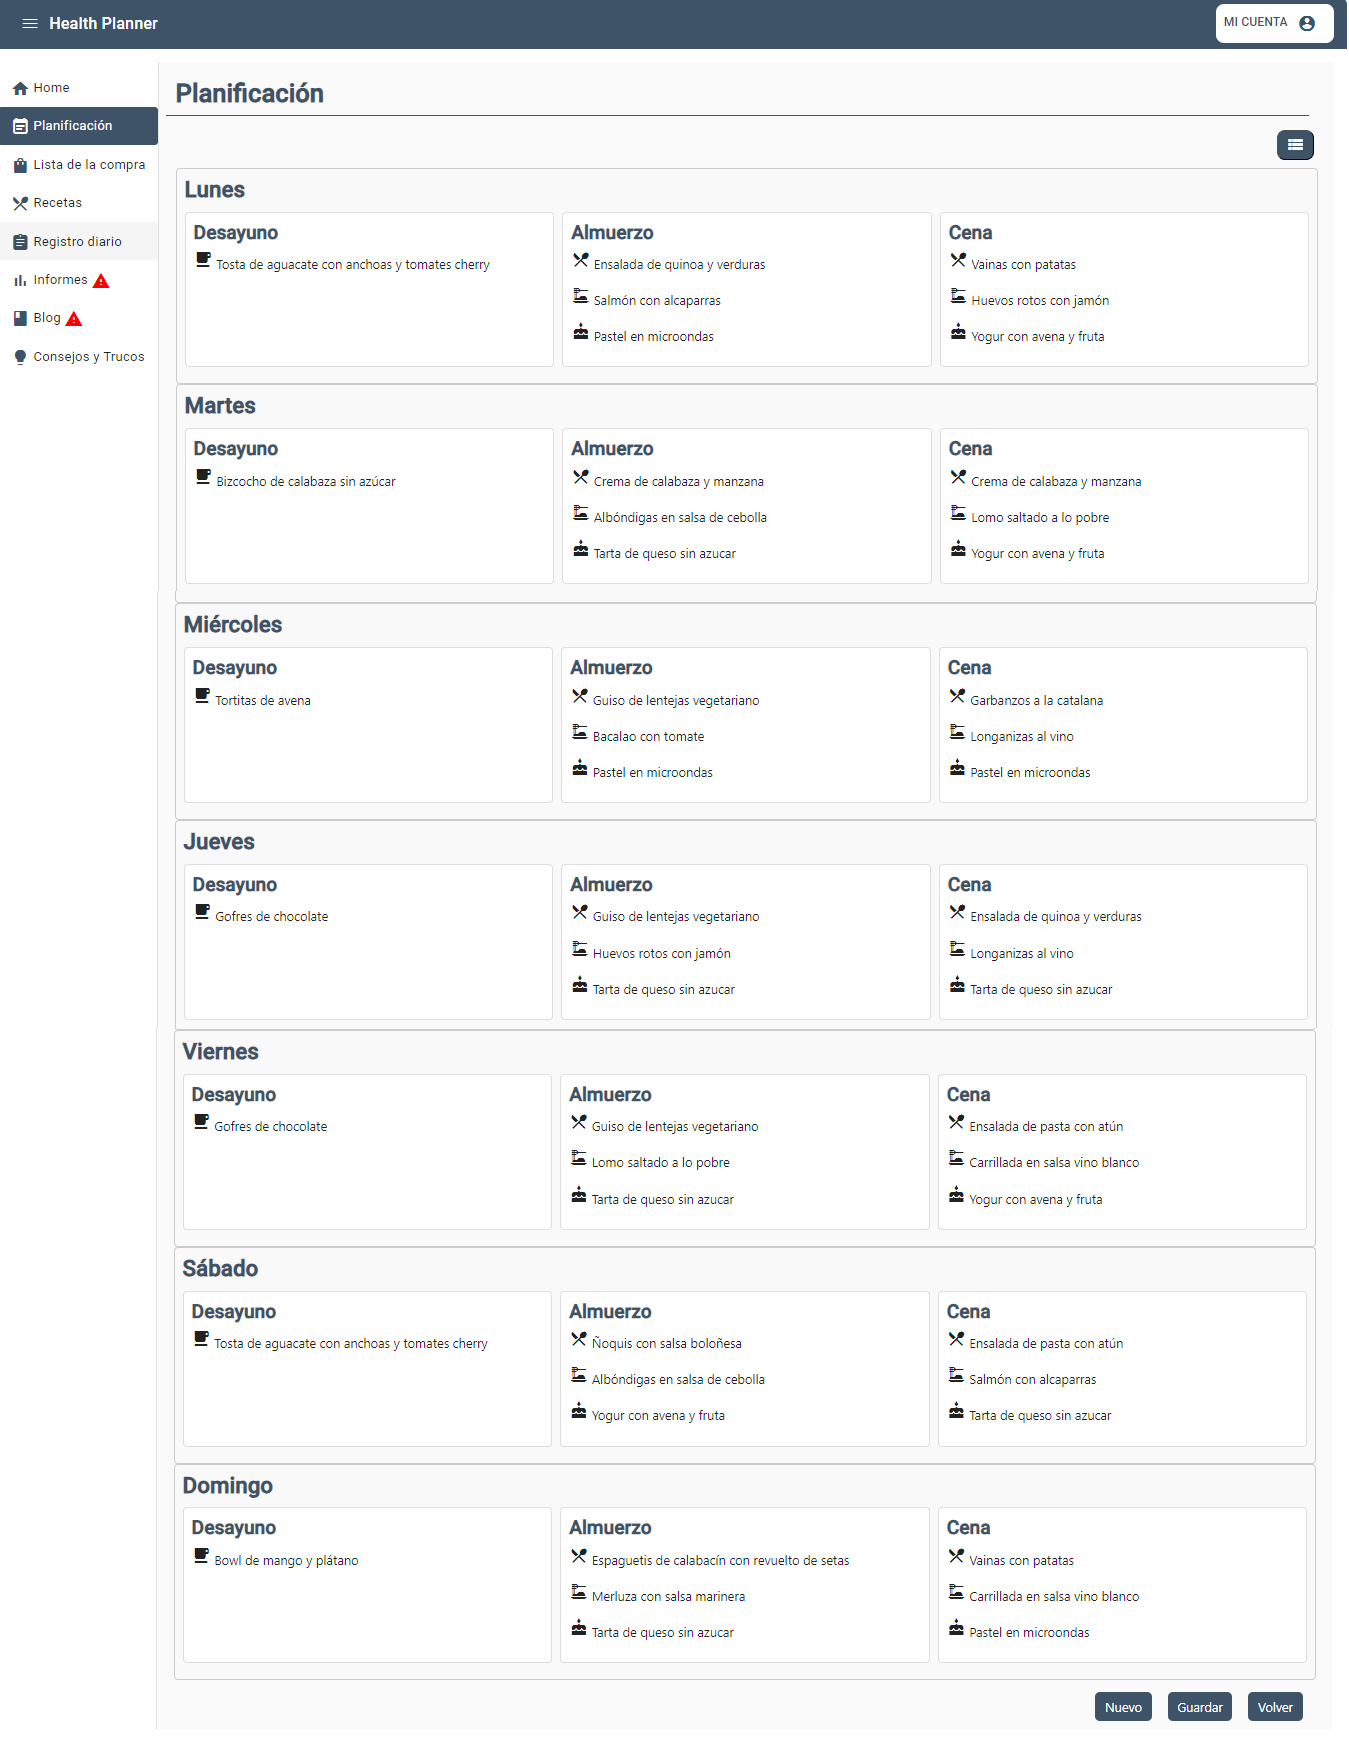 Health Planner
MI CUENTA
Home
Planificación
Lista de la compra
Recetas
Registro diario
Informes
Blog
Consejos y Trucos
Planificación
Lunes
Desayuno
Tosta de aguacate con anchoas y tomates cherry
Almuerzo
Ensalada de quinoa y verduras
Salmón con alcaparras
Pastel en microondas
Cena
Vainas con patatas
Huevos rotos con jamón
Yogur con avena y fruta
Martes
Desayuno
Bizcocho de calabaza sin azúcar
Almuerzo
Crema de calabaza y manzana
Albóndigas en salsa de cebolla
Tarta de queso sin azucar
Cena
Crema de calabaza y manzana
Lomo saltado a lo pobre
Yogur con avena y fruta
Miércoles
Desayuno
Tortitas de avena
Almuerzo
Guiso de lentejas vegetariano
Bacalao con tomate
Pastel en microondas
Cena
Garbanzos a la catalana
Longanizas al vino
Pastel en microondas
Jueves
Desayuno
Gofres de chocolate
Almuerzo
Guiso de lentejas vegetariano
Huevos rotos con jamón
Tarta de queso sin azucar
Cena
Ensalada de quinoa y verduras
Longanizas al vino
Tarta de queso sin azucar
Viernes
Desayuno
Gofres de chocolate
Almuerzo
Guiso de lentejas vegetariano
Lomo saltado a lo pobre
Tarta de queso sin azucar
Cena
Ensalada de pasta con atún
Carrillada en salsa vino blanco
Yogur con avena y fruta
Sábado
Desayuno
Tosta de aguacate con anchoas y tomates cherry
Almuerzo
Ñoquis con salsa boloñesa
Albóndigas en salsa de cebolla
Yogur con avena y fruta
Cena
Ensalada de pasta con atún
Salmón con alcaparras
Tarta de queso sin azucar
Domingo
Desayuno
Bowl de mango y plátano
Almuerzo
Espaguetis de calabacín con revuelto de setas
Merluza con salsa marinera
Tarta de queso sin azucar
Cena
Vainas con patatas
Carrillada en salsa vino blanco
Pastel en microondas
Nuevo
Guardar
Volver